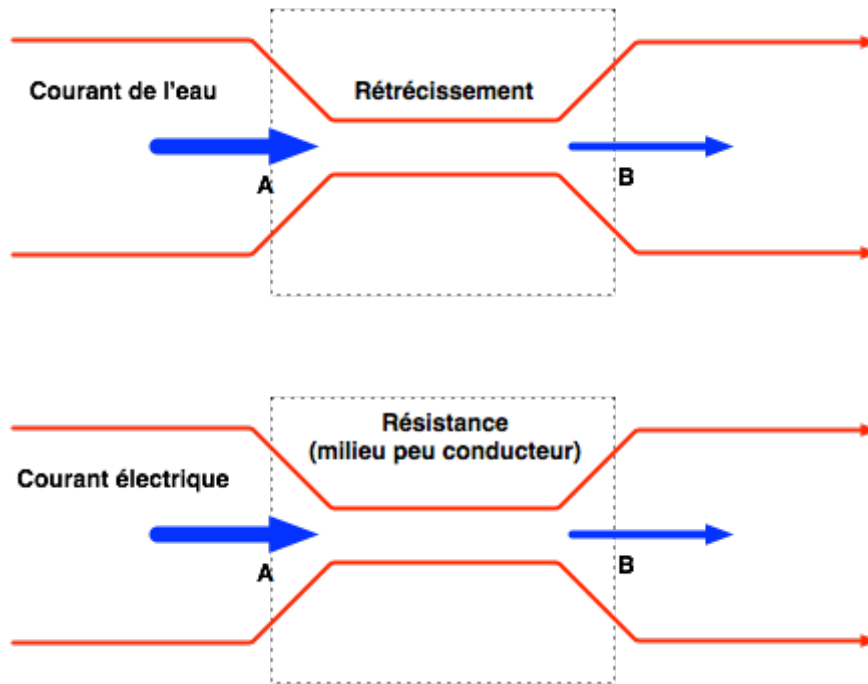 Courant de l'eau
Rétrécissement
A
B
Résistance
(milieu peu conducteur)
Courant électrique
A
B